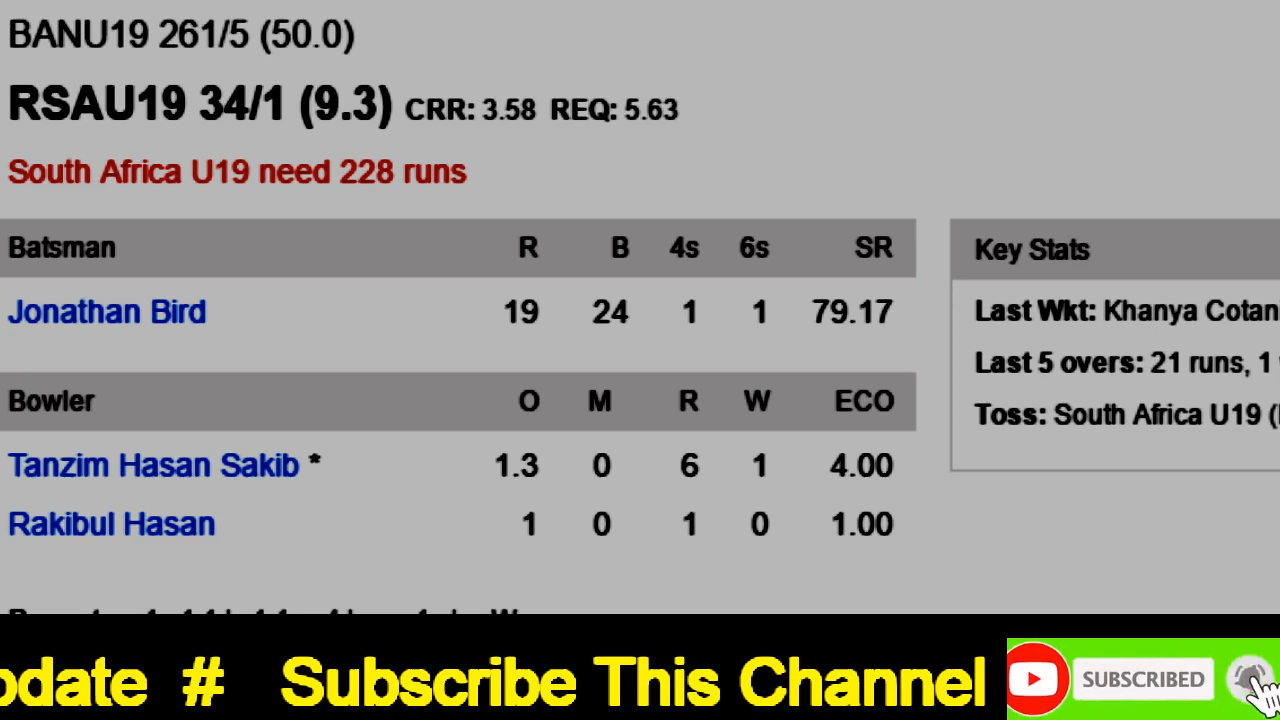 BANU19 261/5 (50.0)
RSAU19 34/1 (9.3) CRR: 3.58 REQ: 5.63
South Africa U19 need 228 runs
Batsman R B 4s 6s SR
Jonathan Bird 19 24 1 1 79.17
Bowler O M R W ECO
Tanzim Hasan Sakib * 1.3 0 6 1 4.00
Rakibul Hasan 1 0 1 0 1.00
Key Stats
Last Wkt: Khanya Cotan
Last 5 overs: 21 runs, 1
Toss: South Africa U19 (
pdate # Subscribe This Channel
SUBSCRIBED